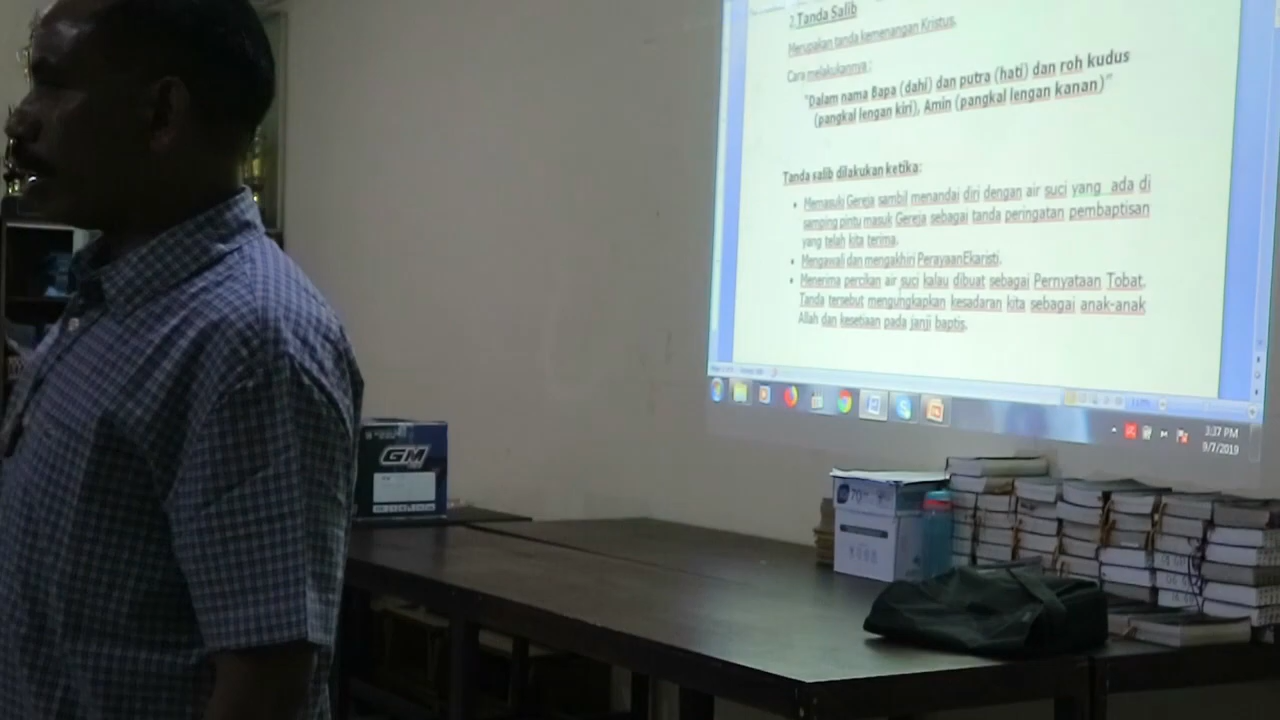 2.Tanda Salib
Merupakan tanda kemenangan Kristus.
Cara melakukannya :
"Dalam nama Bapa (dahi) dan putra (hati) dan roh kudus
(pangkal lengan kiri), Amin (pangkal lengan kanan)"
Tanda salib dilakukan ketika:
• Memasuki Gereja sambil menandai diri dengan air suci yang ada di
samping pintu masuk Gereja sebagai tanda peringatan pembaptisan
yang telah kita terima.
• Mengawali dan mengakhiri PerayaanEkaristi.
• Menerima percikan air suci kalau dibuat sebagai Pernyataan Tobat.
Tanda tersebut mengungkapkan kesadaran kita sebagai anak-anak
Allah dan kesetiaan pada janji baptis.
3:37 PM
9/7/2019
GM
70